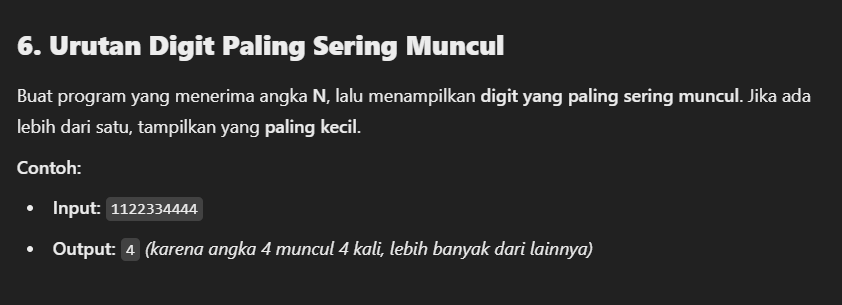 6. Urutan Digit Paling Sering Muncul
Buat program yang menerima angka N, lalu menampilkan digit yang paling sering muncul. Jika ada
lebih dari satu, tampilkan yang paling kecil.
Contoh:
• Input: 1122334444
• Output: 4 (karena angka 4 muncul 4 kali, lebih banyak dari lainnya)